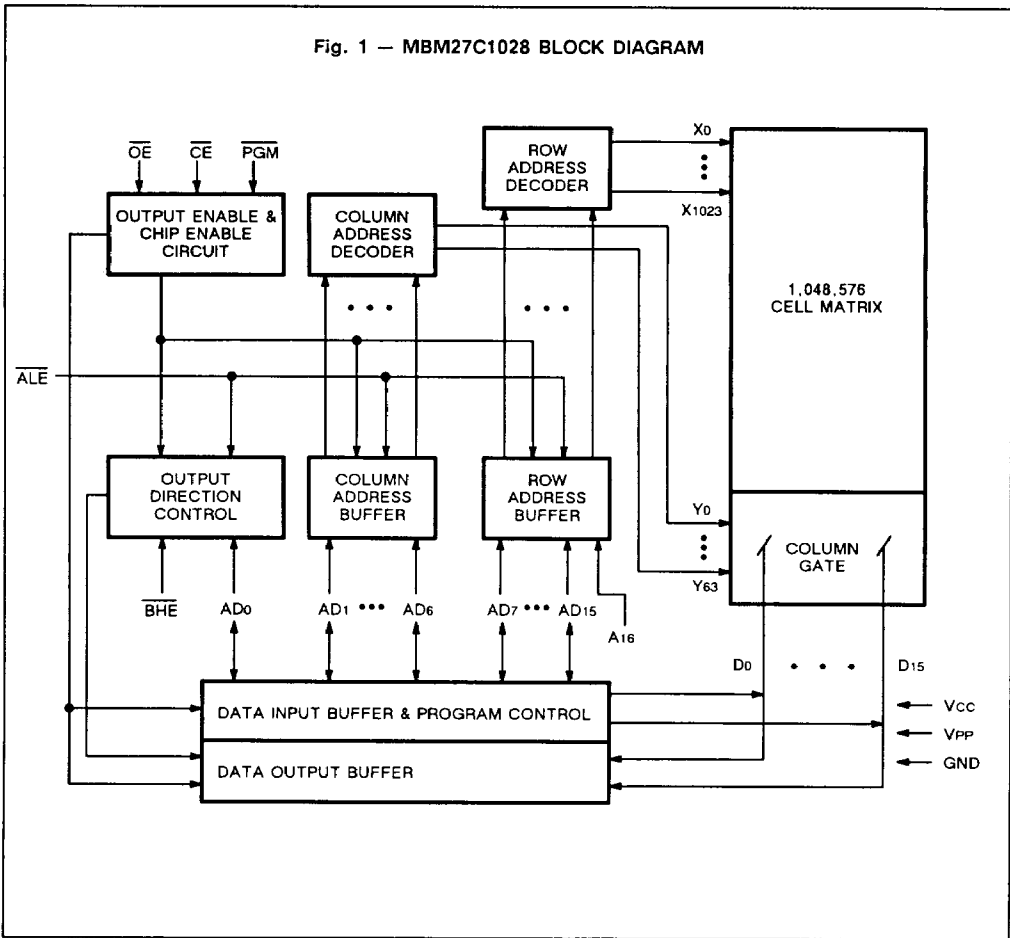 Fig. 1 — MBM27C1028 BLOCK DIAGRAM
OE CE PGM
OUTPUT ENABLE &
CHIP ENABLE
CIRCUIT
COLUMN
ADDRESS
DECODER
ROW
ADDRESS
DECODER
X0
X1023
1,048,576
CELL MATRIX
ALE
OUTPUT
DIRECTION
CONTROL
COLUMN
ADDRESS
BUFFER
ROW
ADDRESS
BUFFER
Y0
Y63
COLUMN
GATE
BHE AD0 AD1 ••• AD6 AD7 ••• AD15
A16
D0 • • • D15
DATA INPUT BUFFER & PROGRAM CONTROL
DATA OUTPUT BUFFER
VCC
VPP
GND